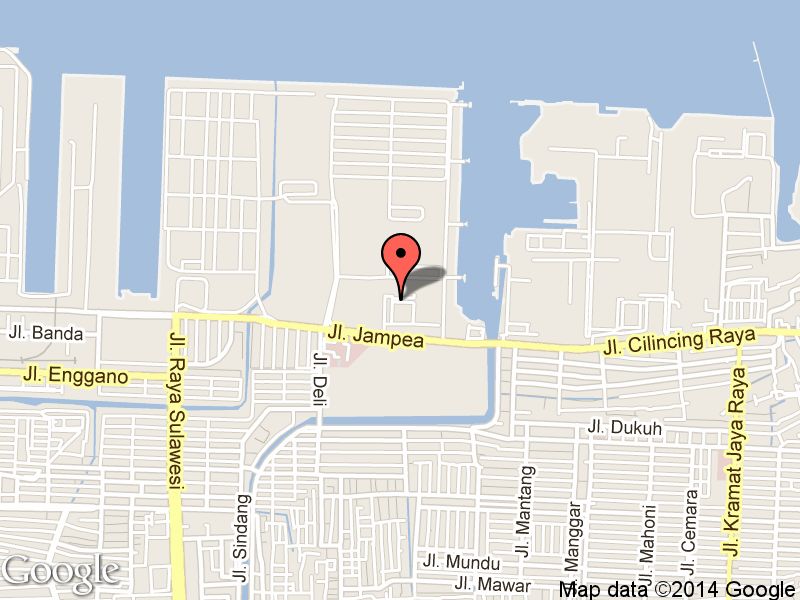 Jl. Banda
Jl. Jampea
Jl. Cilincing Raya
Jl. Enggano
Jl. Raya Sulawesi
Jl. Deli
Jl. Kramat Jaya Raya
Jl. Dukuh
Jl. Sindang
Jl. Mantang
Jl. Manggar
Jl. Mahoni
Jl. Cemara
Jl. Mundu
Jl. Mawar
Google
Map data ©2014 Google